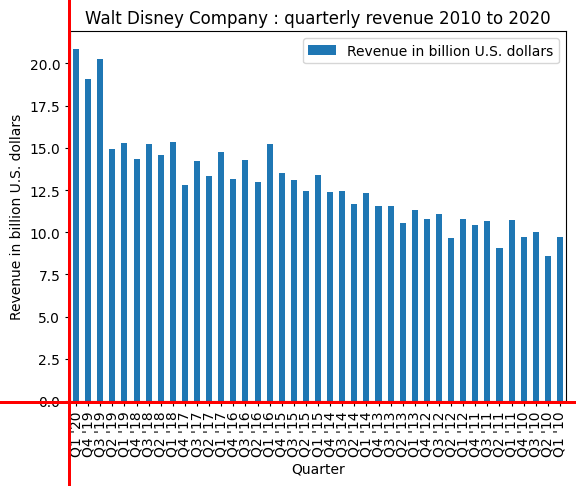 Walt Disney Company : quarterly revenue 2010 to 2020
Revenue in billion U.S. dollars
Revenue in billion U.S. dollars
20.0
17.5
15.0
12.5
10.0
7.5
5.0
2.5
0.0
Q1 '20
Q4 '19
Q3 '19
Q2 '19
Q1 '19
Q4 '18
Q3 '18
Q2 '18
Q1 '18
Q4 '17
Q3 '17
Q2 '17
Q1 '17
Q4 '16
Q3 '16
Q2 '16
Q1 '16
Q4 '15
Q3 '15
Q2 '15
Q1 '15
Q4 '14
Q3 '14
Q2 '14
Q1 '14
Q4 '13
Q3 '13
Q2 '13
Q1 '13
Q4 '12
Q3 '12
Q2 '12
Q1 '12
Q4 '11
Q3 '11
Q2 '11
Q1 '11
Q4 '10
Q3 '10
Q2 '10
Q1 '10
Quarter